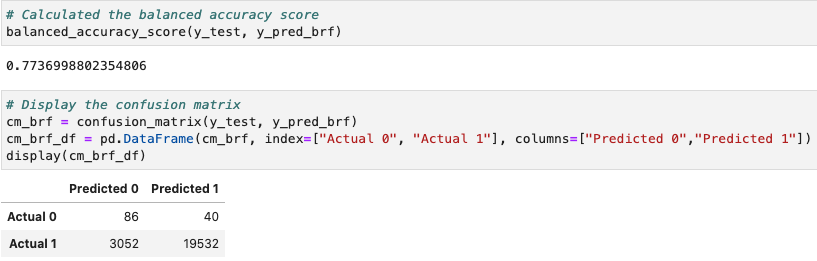 # Calculated the balanced accuracy score
balanced_accuracy_score(y_test, y_pred_brf)
0.7736998802354806
# Display the confusion matrix
cm_brf = confusion_matrix(y_test, y_pred_brf)
cm_brf_df = pd.DataFrame(cm_brf, index=["Actual 0", "Actual 1"], columns=["Predicted 0","Predicted 1"])
display(cm_brf_df)
Predicted 0 Predicted 1
Actual 0 86 40
Actual 1 3052 19532